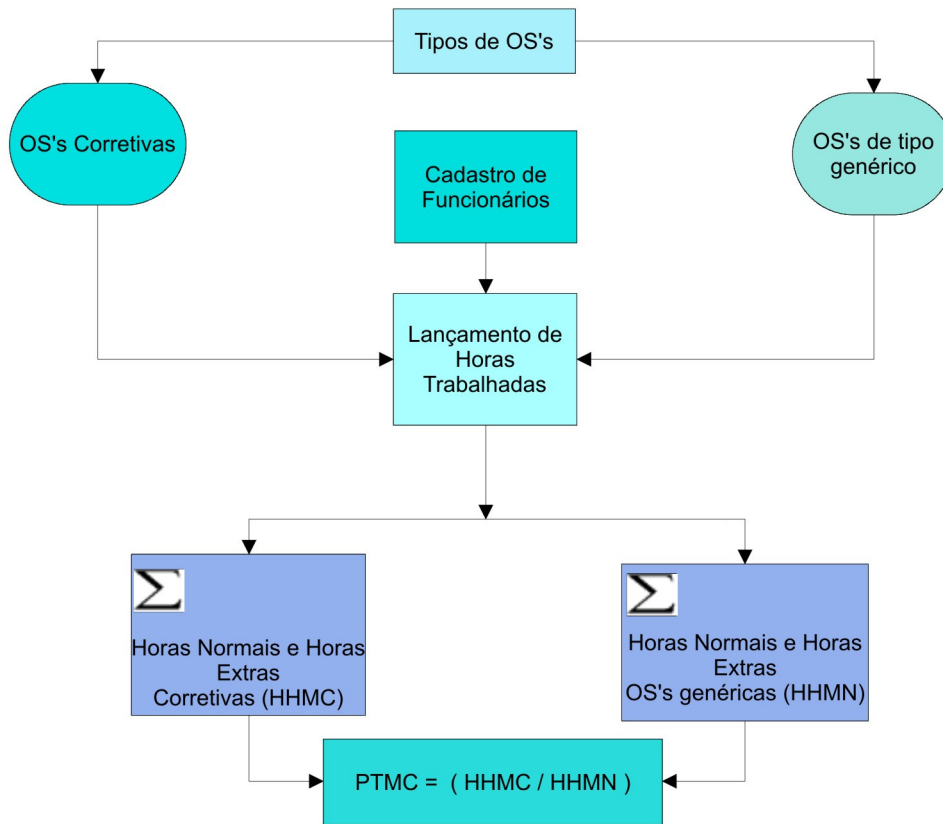 Tipos de OS's
OS's Corretivas
Cadastro de
Funcionários
OS's de tipo
genérico
Lançamento de
Horas
Trabalhadas
Σ
Horas Normais e Horas
Extras
Corretivas (HHMC)
Σ
Horas Normais e Horas
Extras
OS's genéricas (HHMN)
PTMC = ( HHMC / HHMN )